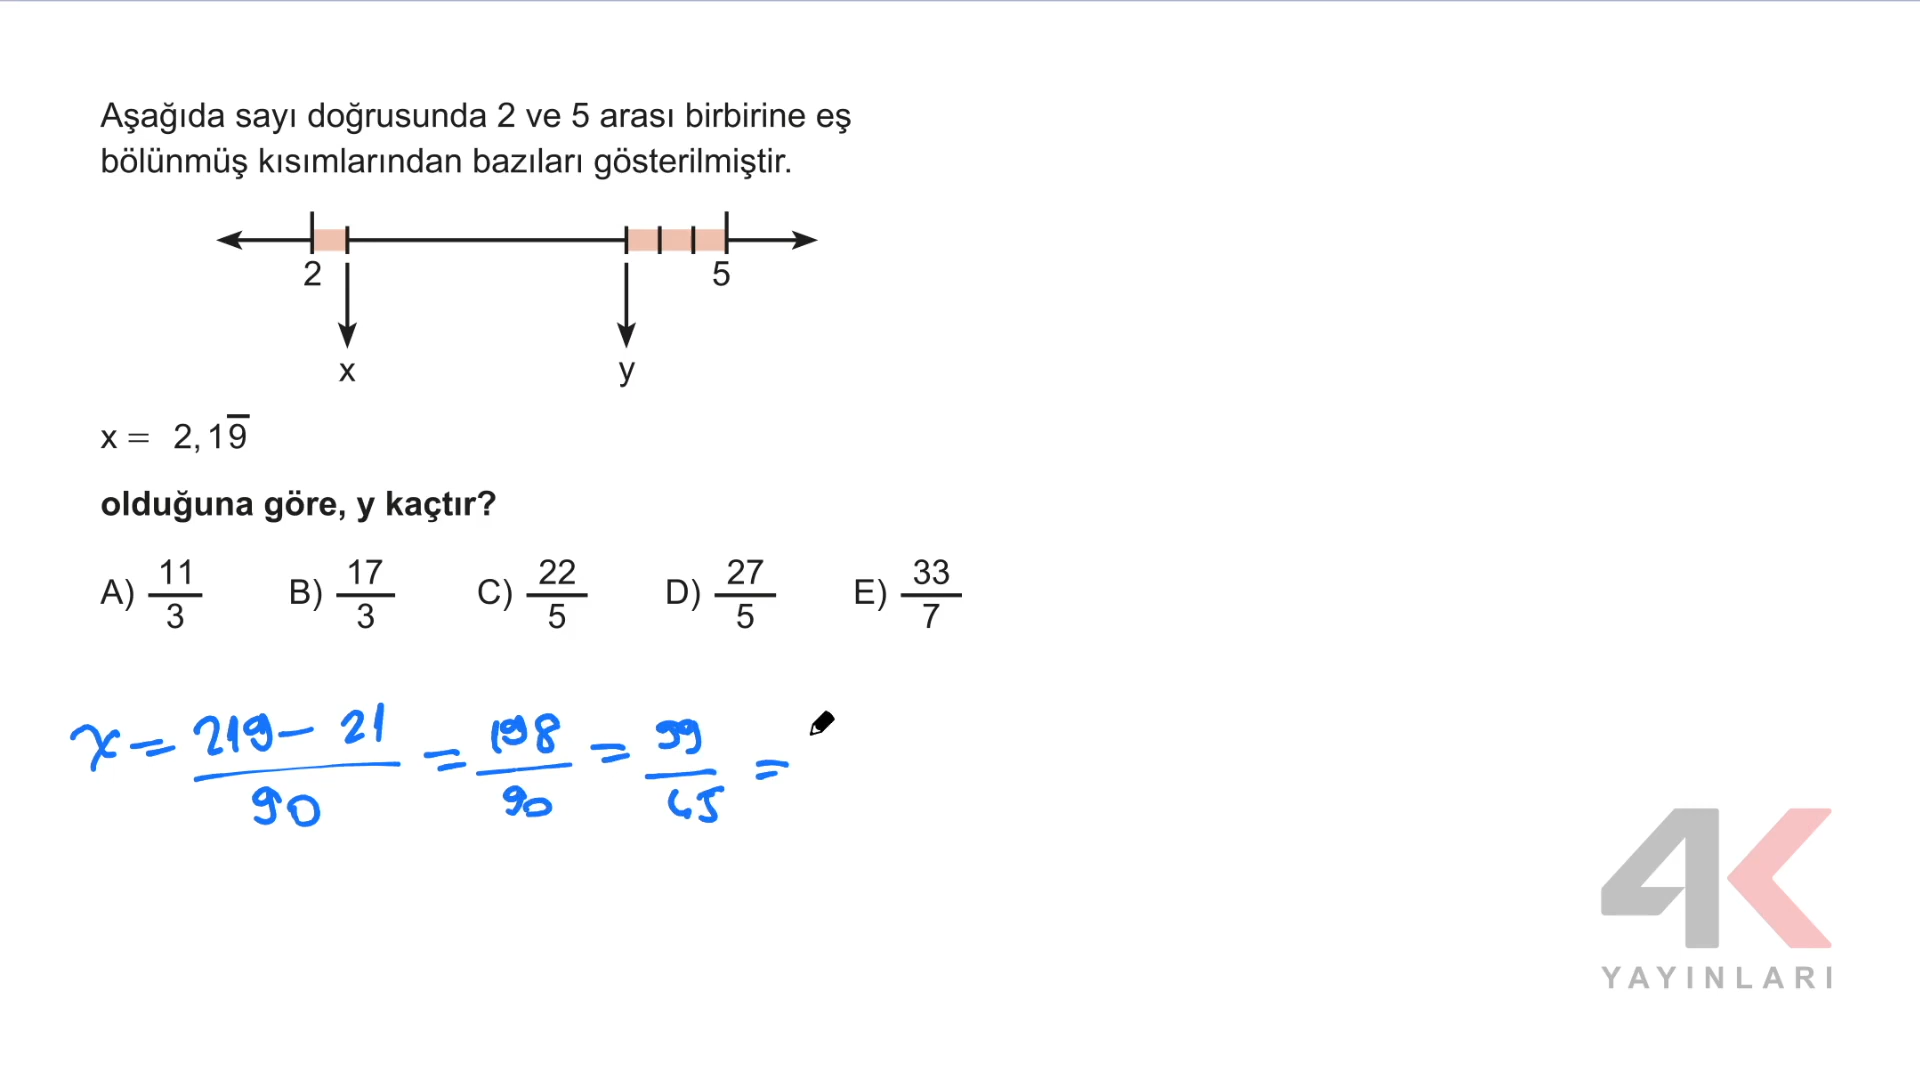 Aşağıda sayı doğrusunda 2 ve 5 arası birbirine eş
bölünmüş kısımlarından bazıları gösterilmiştir.
2 5
x y
x = 2,19̅
olduğuna göre, y kaçtır?
A) 11/3 B) 17/3 C) 22/5 D) 27/5 E) 33/7
x = 219 - 21 / 90 = 198 / 90 = 99 / 45 =
4K
YAYINLARI